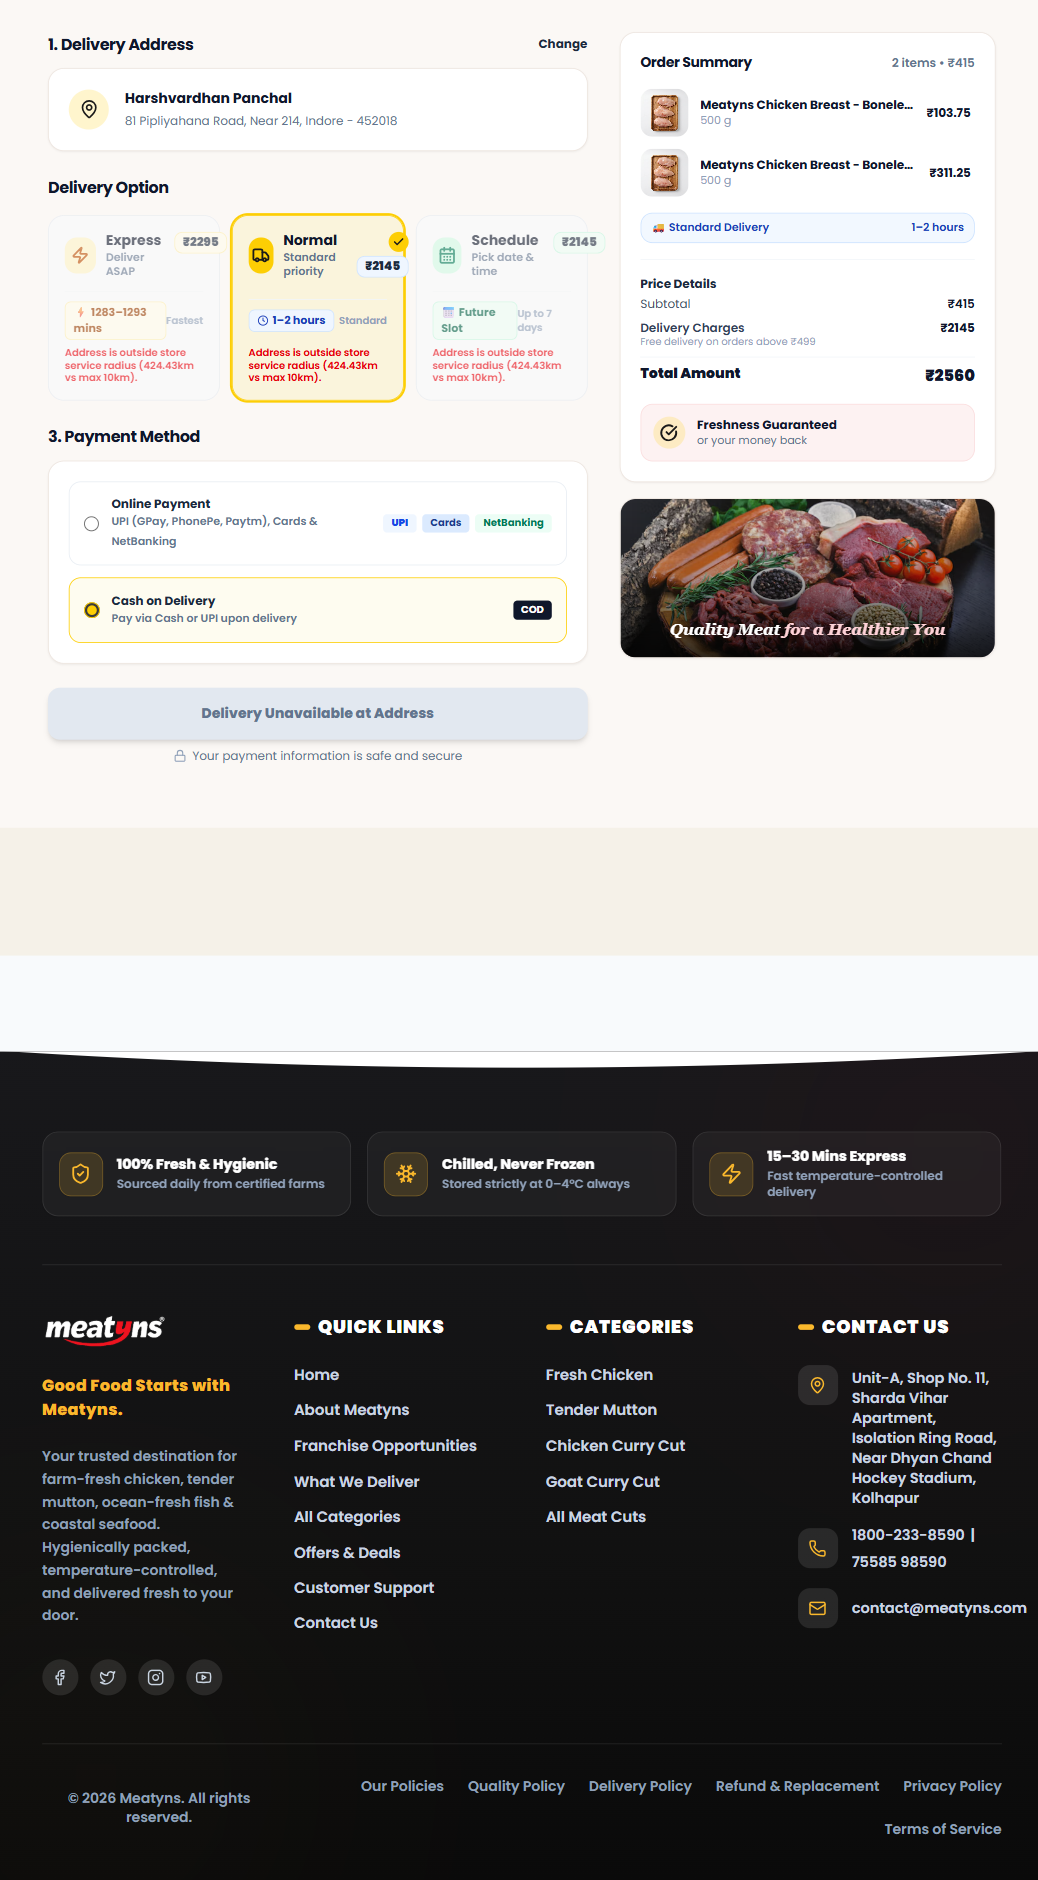 1. Delivery Address
Change
Harshvardhan Panchal
81 Pipliyahana Road, Near 214, Indore - 452018
Delivery Option
Express
₹2295
Deliver
ASAP
1283–1293
mins
Fastest
Address is outside store
service radius (424.43km
vs max 10km).
Normal
Standard
priority
₹2145
1–2 hours
Standard
Address is outside store
service radius (424.43km
vs max 10km).
Schedule
₹2145
Pick date &
time
Future
Slot
Up to 7
days
Address is outside store
service radius (424.43km
vs max 10km).
3. Payment Method
Online Payment
UPI (GPay, PhonePe, Paytm), Cards &
NetBanking
UPI
Cards
NetBanking
Cash on Delivery
Pay via Cash or UPI upon delivery
COD
Delivery Unavailable at Address
Your payment information is safe and secure
Order Summary
2 items • ₹415
Meatyns Chicken Breast - Bonele...
₹103.75
500 g
Meatyns Chicken Breast - Bonele...
₹311.25
500 g
Standard Delivery
1–2 hours
Price Details
Subtotal
₹415
Delivery Charges
₹2145
Free delivery on orders above ₹499
Total Amount
₹2560
Freshness Guaranteed
or your money back
Quality Meat for a Healthier You
100% Fresh & Hygienic
Sourced daily from certified farms
Chilled, Never Frozen
Stored strictly at 0–4°C always
15–30 Mins Express
Fast temperature-controlled
delivery
meatyns®
Good Food Starts with
Meatyns.
Your trusted destination for
farm-fresh chicken, tender
mutton, ocean-fresh fish &
coastal seafood.
Hygienically packed,
temperature-controlled,
and delivered fresh to your
door.
QUICK LINKS
Home
About Meatyns
Franchise Opportunities
What We Deliver
All Categories
Offers & Deals
Customer Support
Contact Us
CATEGORIES
Fresh Chicken
Tender Mutton
Chicken Curry Cut
Goat Curry Cut
All Meat Cuts
CONTACT US
Unit-A, Shop No. 11,
Sharda Vihar
Apartment,
Isolation Ring Road,
Near Dhyan Chand
Hockey Stadium,
Kolhapur
1800-233-8590 |
75585 98590
contact@meatyns.com
© 2026 Meatyns. All rights
reserved.
Our Policies
Quality Policy
Delivery Policy
Refund & Replacement
Privacy Policy
Terms of Service